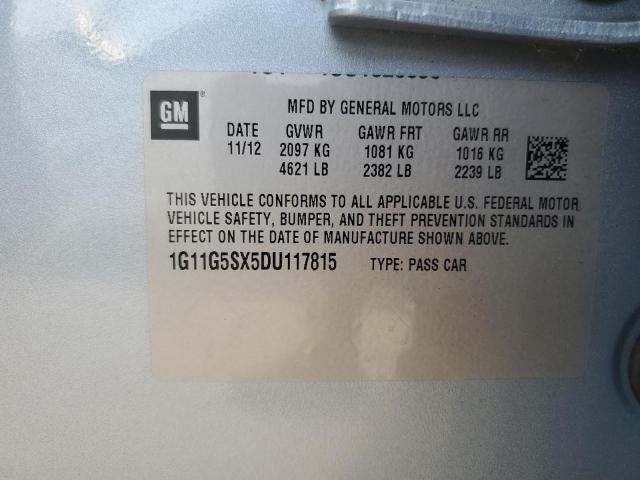 GM
MFD BY GENERAL MOTORS LLC
DATE GVWR GAWR FRT GAWR RR
11/12 2097 KG 1081 KG 1016 KG
4621 LB 2382 LB 2239 LB
THIS VEHICLE CONFORMS TO ALL APPLICABLE U.S. FEDERAL MOTOR
VEHICLE SAFETY, BUMPER, AND THEFT PREVENTION STANDARDS IN
EFFECT ON THE DATE OF MANUFACTURE SHOWN ABOVE.
1G11G5SX5DU117815 TYPE: PASS CAR